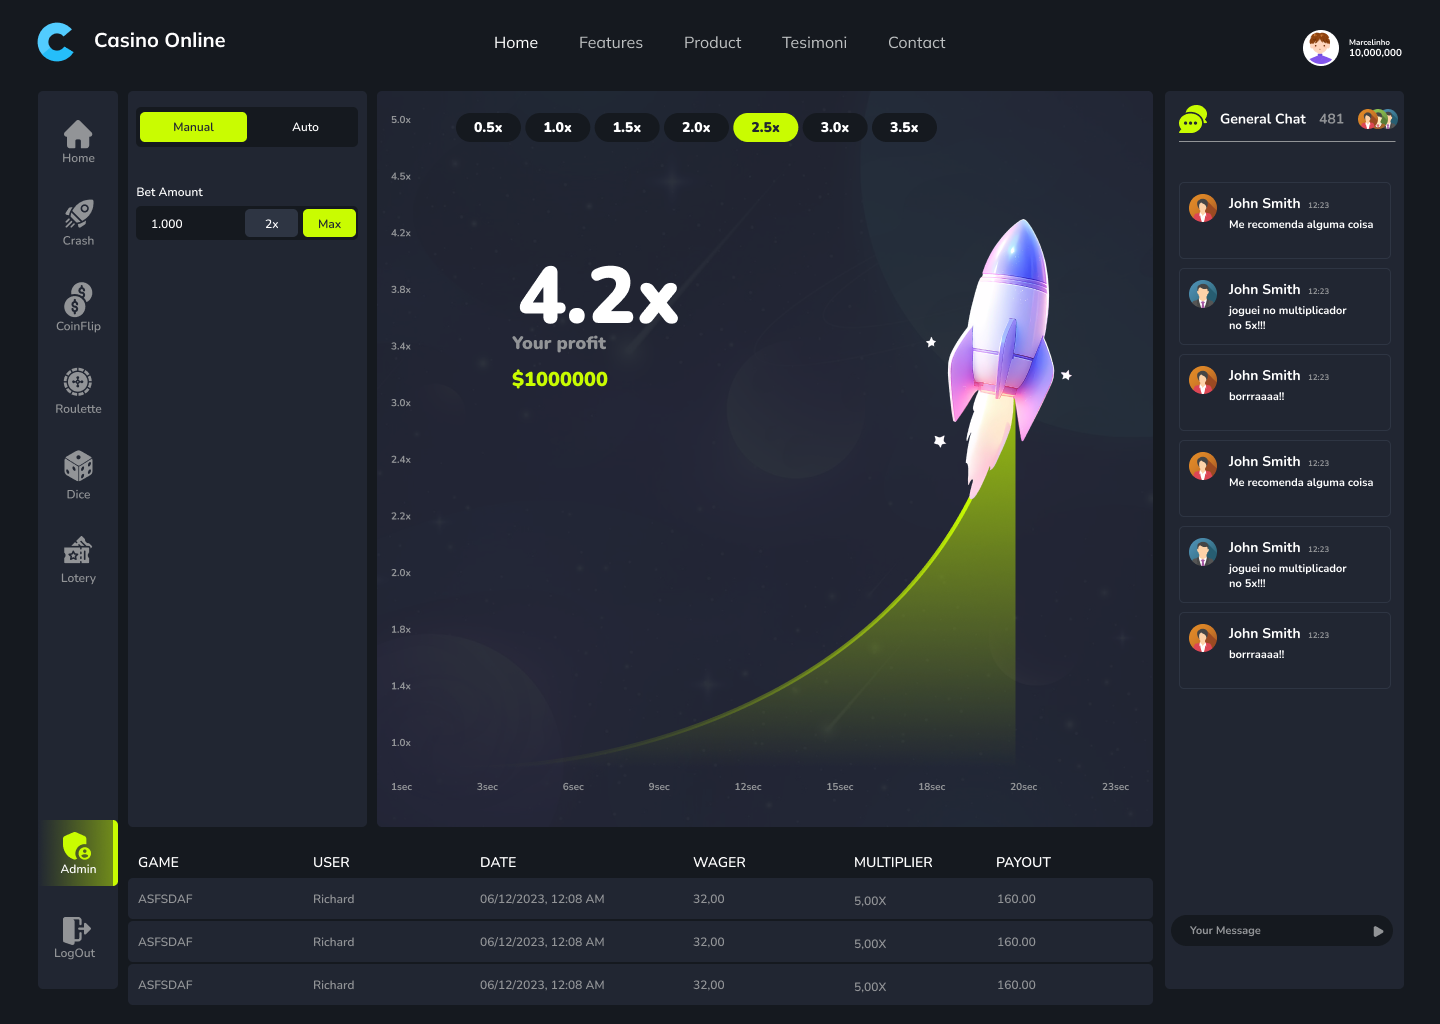 Casino Online
Home Features Product Tesimoni Contact
Marcelinho
10,000,000
Home
Crash
CoinFlip
Roulette
Dice
Lotery
Admin
LogOut
Manual Auto
Bet Amount
1.000 2x Max
0.5x 1.0x 1.5x 2.0x 2.5x 3.0x 3.5x
5.0x
4.5x
4.2x
3.8x
3.4x
3.0x
2.4x
2.2x
2.0x
1.8x
1.4x
1.0x
4.2x
Your profit
$1000000
1sec 3sec 6sec 9sec 12sec 15sec 18sec 20sec 23sec
GAME USER DATE WAGER MULTIPLIER PAYOUT
ASFSDAF Richard 06/12/2023, 12:08 AM 32,00 5,00X 160.00
ASFSDAF Richard 06/12/2023, 12:08 AM 32,00 5,00X 160.00
ASFSDAF Richard 06/12/2023, 12:08 AM 32,00 5,00X 160.00
General Chat 481
John Smith 12:23
Me recomenda alguma coisa
John Smith 12:23
joguei no multiplicador
no 5x!!!
John Smith 12:23
borrraaaa!!
John Smith 12:23
Me recomenda alguma coisa
John Smith 12:23
joguei no multiplicador
no 5x!!!
John Smith 12:23
borrraaaa!!
Your Message